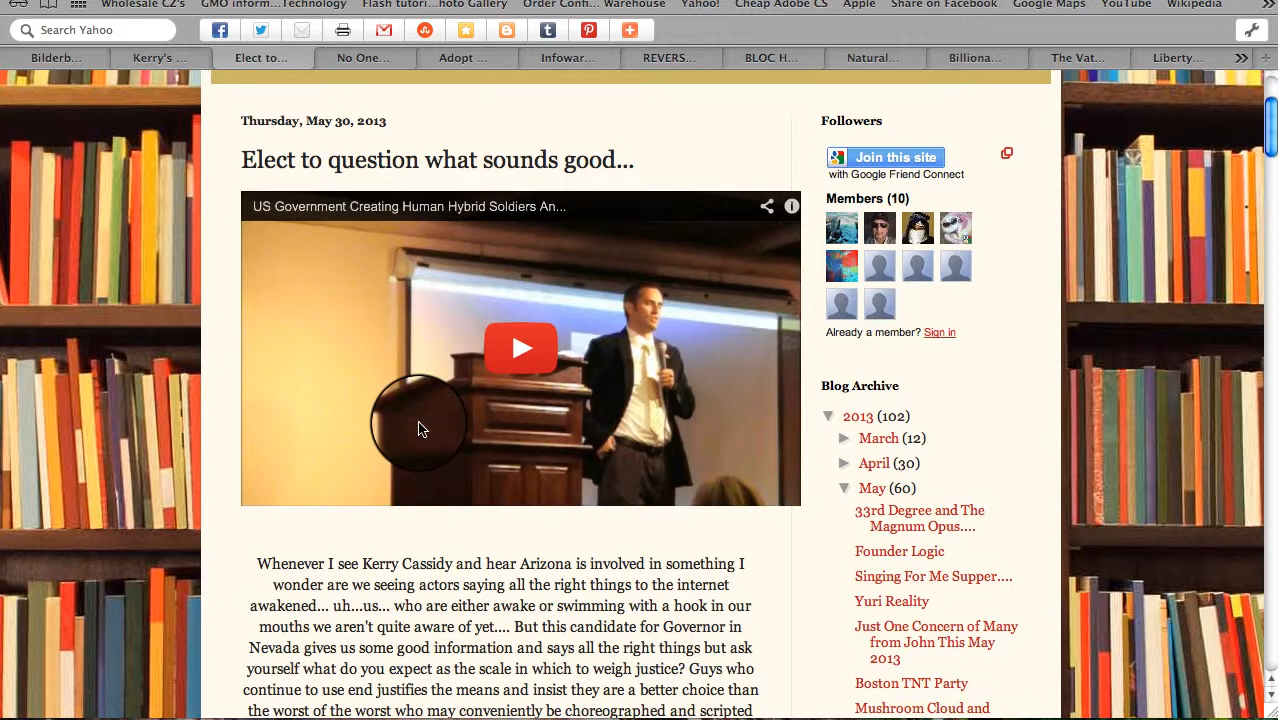 Wholesale CZ's GMO inform...Technology Flash tutori...hoto Gallery Order Conf... Warehouse Yahoo! Cheap Adobe CS Apple Share on Facebook Google Maps YouTube Wikipedia
Search Yahoo
Bilderb... Kerry's ... Elect to... No One... Adopt ... Infowar... REVERS... BLOC H... Natural... Billiona... The Vat... Liberty...
Thursday, May 30, 2013
Elect to question what sounds good...
US Government Creating Human Hybrid Soldiers An...
Whenever I see Kerry Cassidy and hear Arizona is involved in something I
wonder are we seeing actors saying all the right things to the internet
awakened... uh...us... who are either awake or swimming with a hook in our
mouths we aren't quite aware of yet.... But this candidate for Governor in
Nevada gives us some good information and says all the right things but ask
yourself what do you expect as the scale in which to weigh justice? Guys who
continue to use end justifies the means and insist they are a better choice than
the worst of the worst who may conveniently be choreographed and scripted
Followers
Join this site
with Google Friend Connect
Members (10)
Already a member? Sign in
Blog Archive
2013 (102)
March (12)
April (30)
May (60)
33rd Degree and The
Magnum Opus....
Founder Logic
Singing For Me Supper....
Yuri Reality
Just One Concern of Many
from John This May
2013
Boston TNT Party
Mushroom Cloud and